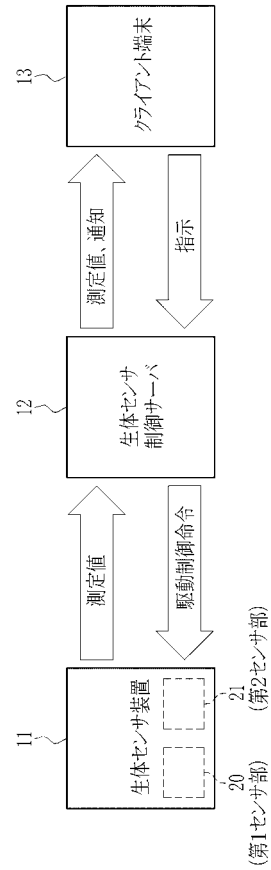 11
生体センサ装置
20
(第1センサ部)
21
(第2センサ部)
測定値
駆動制御命令
12
生体センサ
制御サーバ
測定値、通知
指示
13
クライアント端末